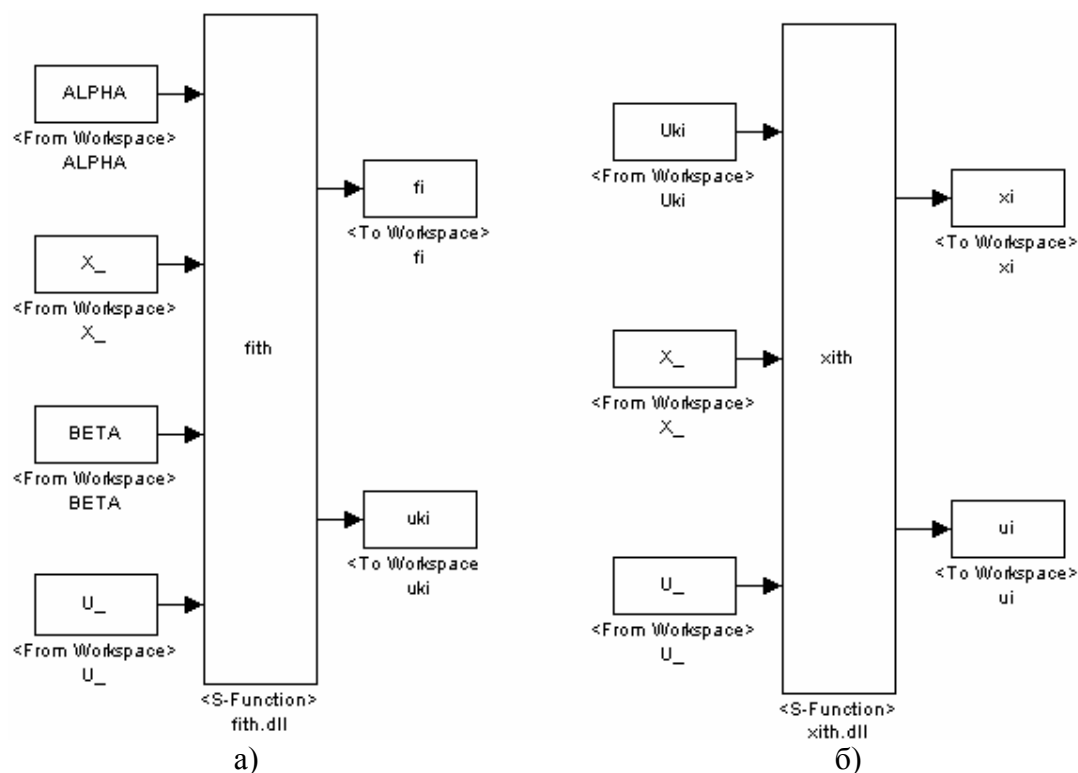 ALPHA
<From Workspace>
ALPHA
X_
<From Workspace>
X_
BETA
<From Workspace>
BETA
U_
<From Workspace>
U_
fith
<S-Function>
fith.dll
fi
<To Workspace>
fi
uki
<To Workspace
uki
а)
Uki
<From Workspace>
Uki
X_
<From Workspace>
X_
U_
<From Workspace>
U_
xith
<S-Function>
xith.dll
xi
<To Workspace>
xi
ui
<To Workspace>
ui
б)